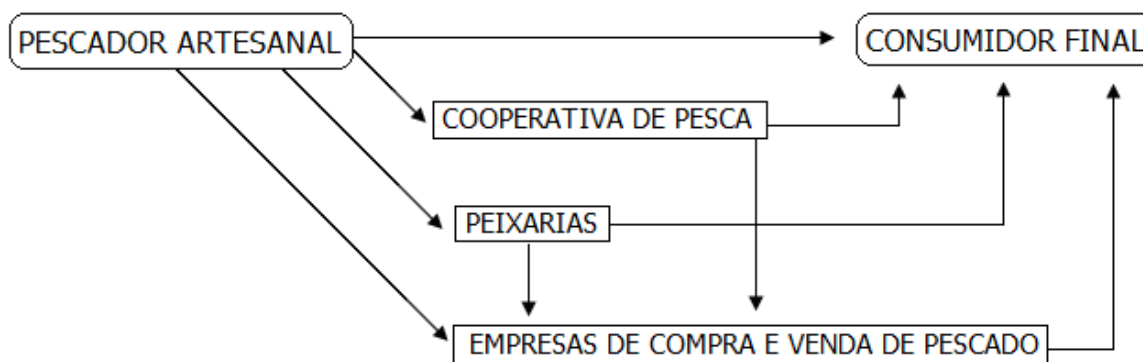 PESCADOR ARTESANAL
CONSUMIDOR FINAL
COOPERATIVA DE PESCA
PEIXARIAS
EMPRESAS DE COMPRA E VENDA DE PESCADO